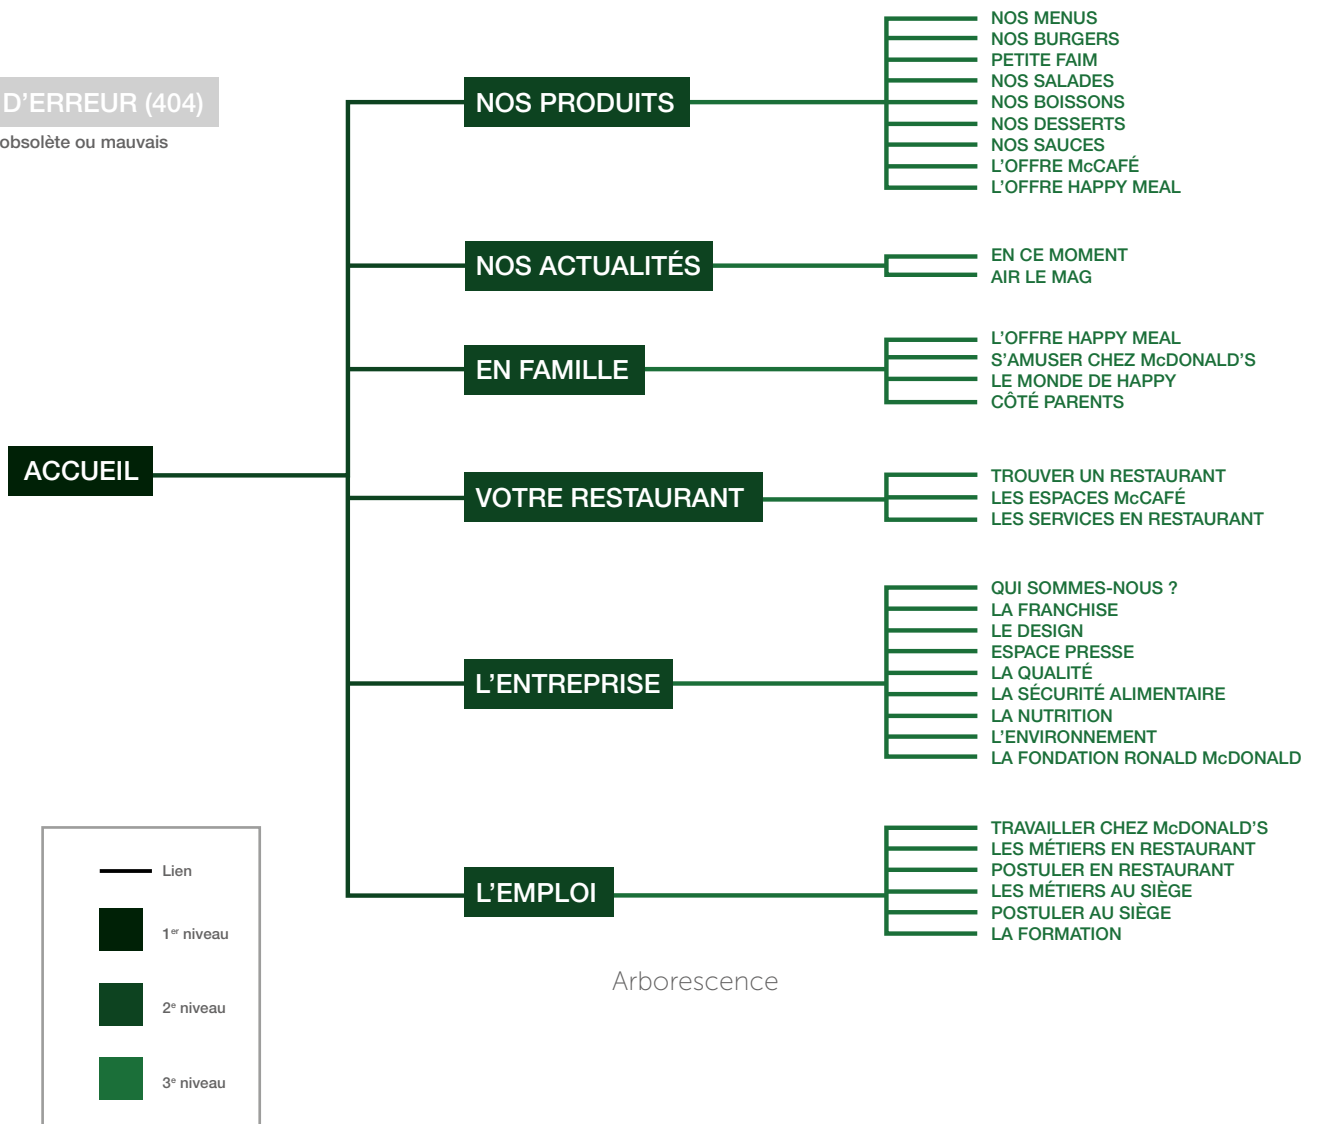 D'ERREUR (404)
obsolète ou mauvais
ACCUEIL
NOS PRODUITS
NOS MENUS
NOS BURGERS
PETITE FAIM
NOS SALADES
NOS BOISSONS
NOS DESSERTS
NOS SAUCES
L’OFFRE McCAFÉ
L’OFFRE HAPPY MEAL
NOS ACTUALITÉS
EN CE MOMENT
AIR LE MAG
EN FAMILLE
L’OFFRE HAPPY MEAL
S’AMUSER CHEZ McDONALD’S
LE MONDE DE HAPPY
CÔTÉ PARENTS
VOTRE RESTAURANT
TROUVER UN RESTAURANT
LES ESPACES McCAFÉ
LES SERVICES EN RESTAURANT
L’ENTREPRISE
QUI SOMMES-NOUS ?
LA FRANCHISE
LE DESIGN
ESPACE PRESSE
LA QUALITÉ
LA SÉCURITÉ ALIMENTAIRE
LA NUTRITION
L’ENVIRONNEMENT
LA FONDATION RONALD McDONALD
L’EMPLOI
TRAVAILLER CHEZ McDONALD’S
LES MÉTIERS EN RESTAURANT
POSTULER EN RESTAURANT
LES MÉTIERS AU SIÈGE
POSTULER AU SIÈGE
LA FORMATION
Lien
1er niveau
2e niveau
3e niveau
Arborescence